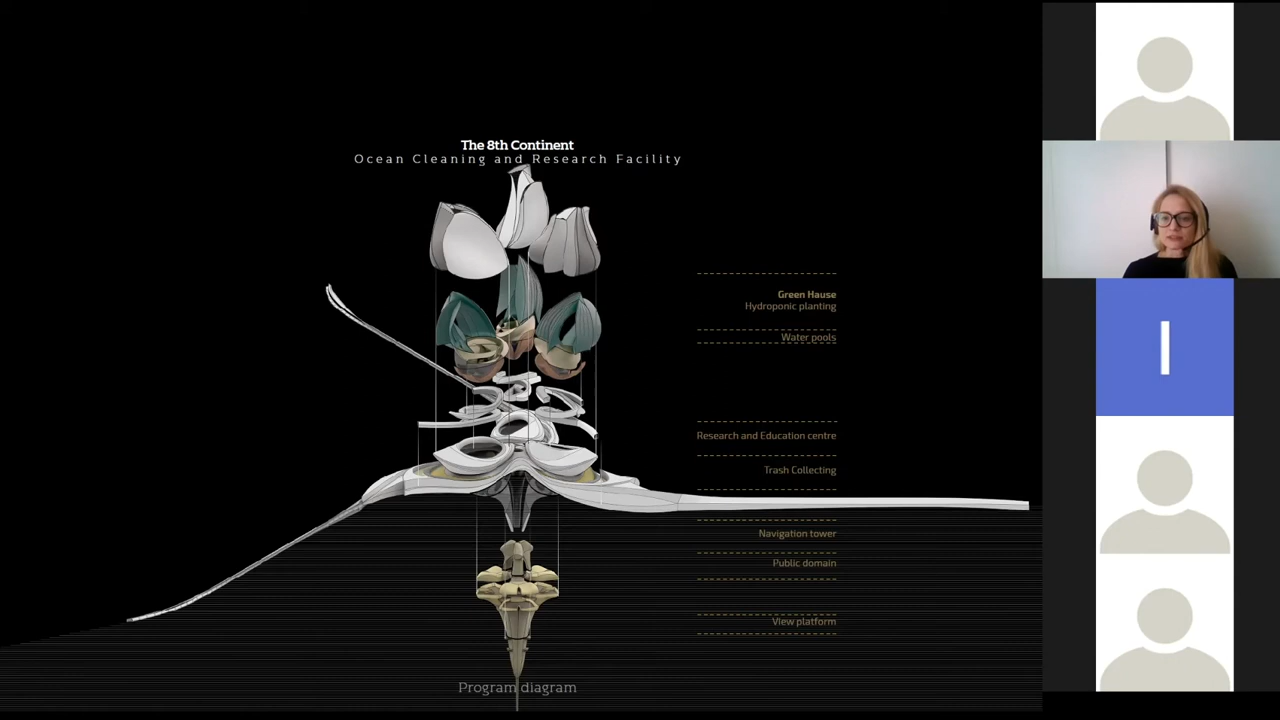 The 8th Continent
Ocean Cleaning and Research Facility
Green Hause
Hydroponic planting
Water pools
Research and Education centre
Trash Collecting
Navigation tower
Public domain
View platform
Program diagram
I